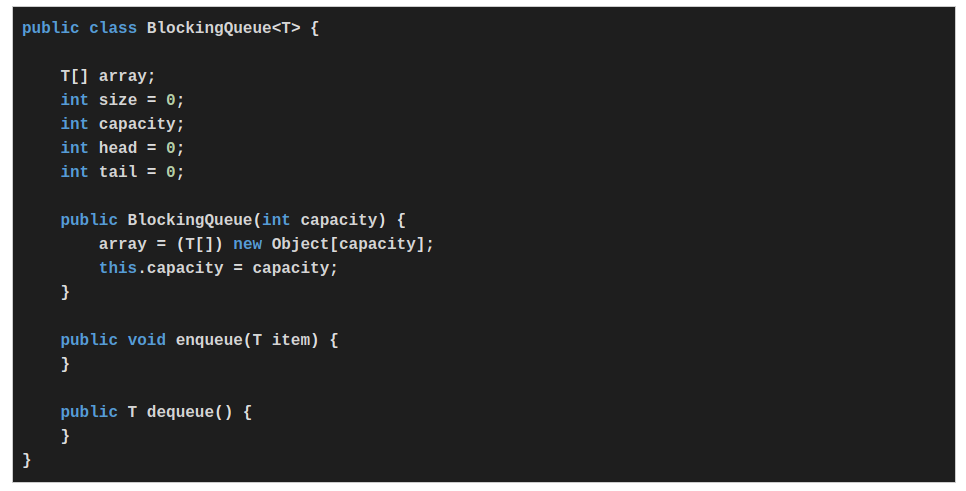 public class BlockingQueue<T> {
T[] array;
int size = 0;
int capacity;
int head = 0;
int tail = 0;
public BlockingQueue(int capacity) {
array = (T[]) new Object[capacity];
this.capacity = capacity;
}
public void enqueue(T item) {
}
public T dequeue() {
}
}